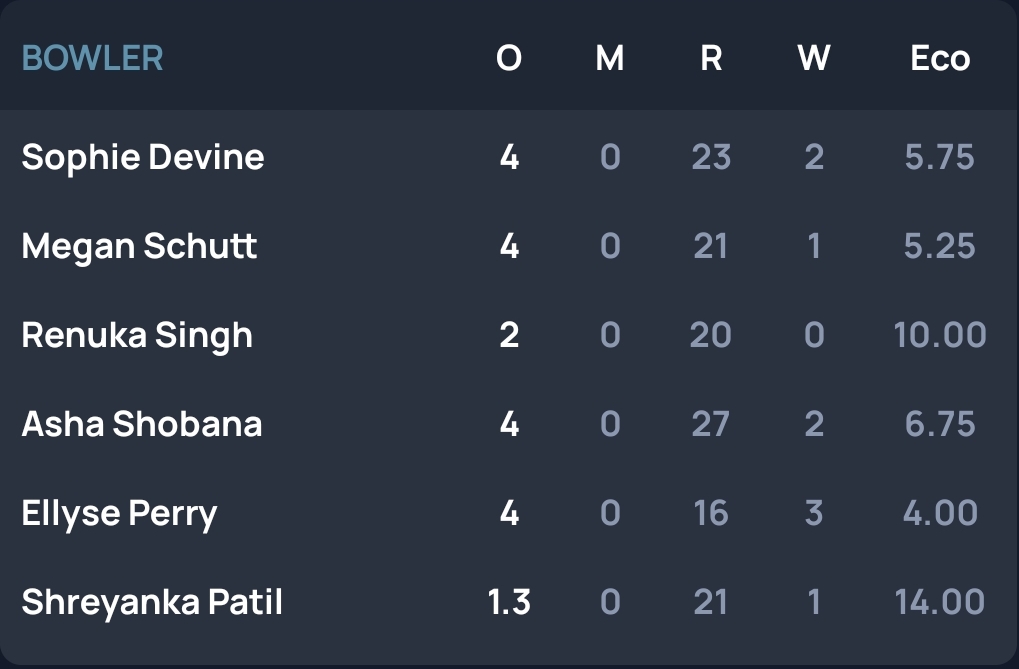 BOWLER O M R W Eco
Sophie Devine 4 0 23 2 5.75
Megan Schutt 4 0 21 1 5.25
Renuka Singh 2 0 20 0 10.00
Asha Shobana 4 0 27 2 6.75
Ellyse Perry 4 0 16 3 4.00
Shreyanka Patil 1.3 0 21 1 14.00